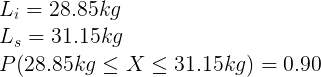 L_i = 28.85kg
L_s = 31.15kg
P(28.85kg ≤ X ≤ 31.15kg) = 0.90